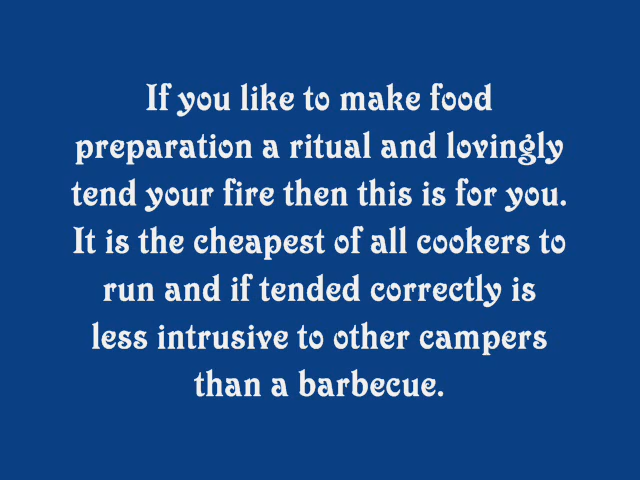 If you like to make food
preparation a ritual and lovingly
tend your fire then this is for you.
It is the cheapest of all cookers to
run and if tended correctly is
less intrusive to other campers
than a barbecue.